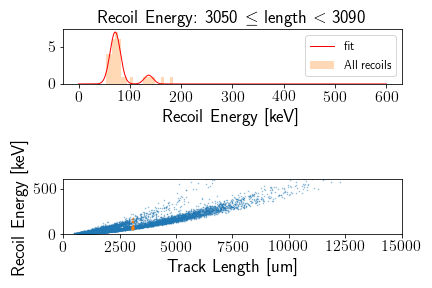 Recoil Energy: 3050 ≤ length < 3090
5
0
fit
All recoils
0 100 200 300 400 500 600
Recoil Energy [keV]
Recoil Energy [keV]
500
0
0 2500 5000 7500 10000 12500 15000
Track Length [um]